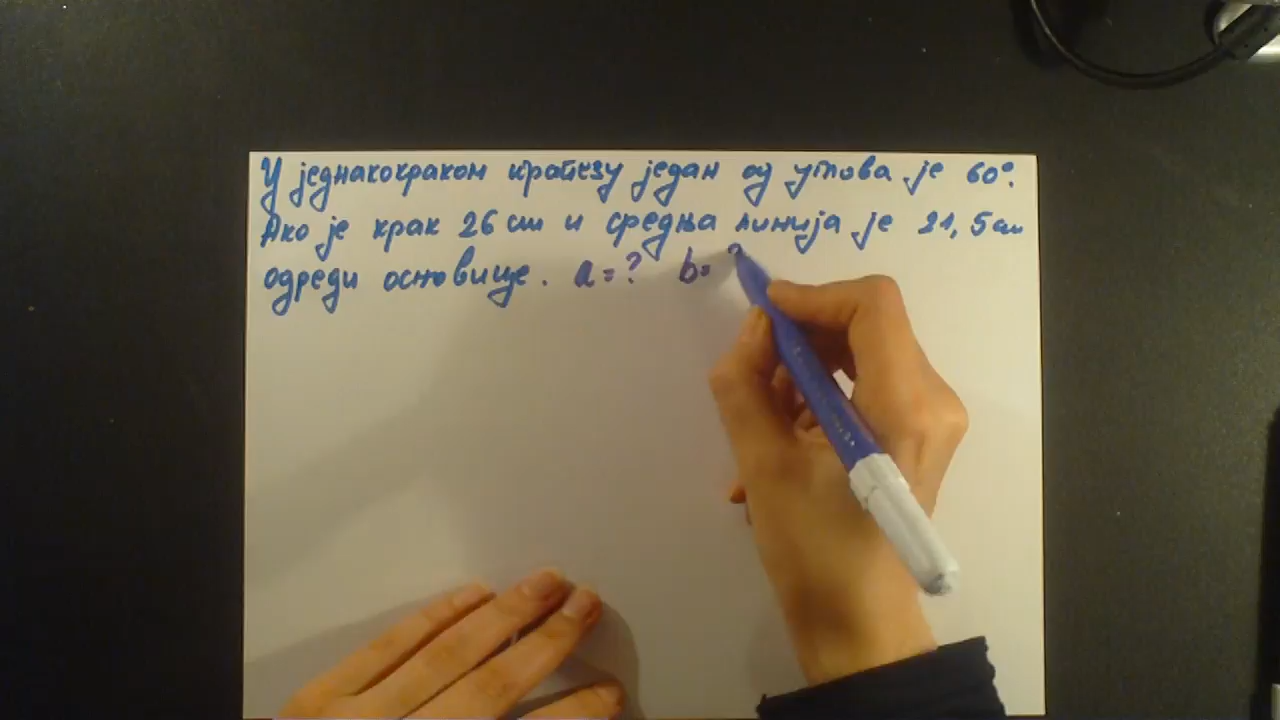 У једнакокраком трапезу један од углова је 60°.
Ако је крак 26 cm и средња линија је 21,5 cm
одреди основице. a=? b=?